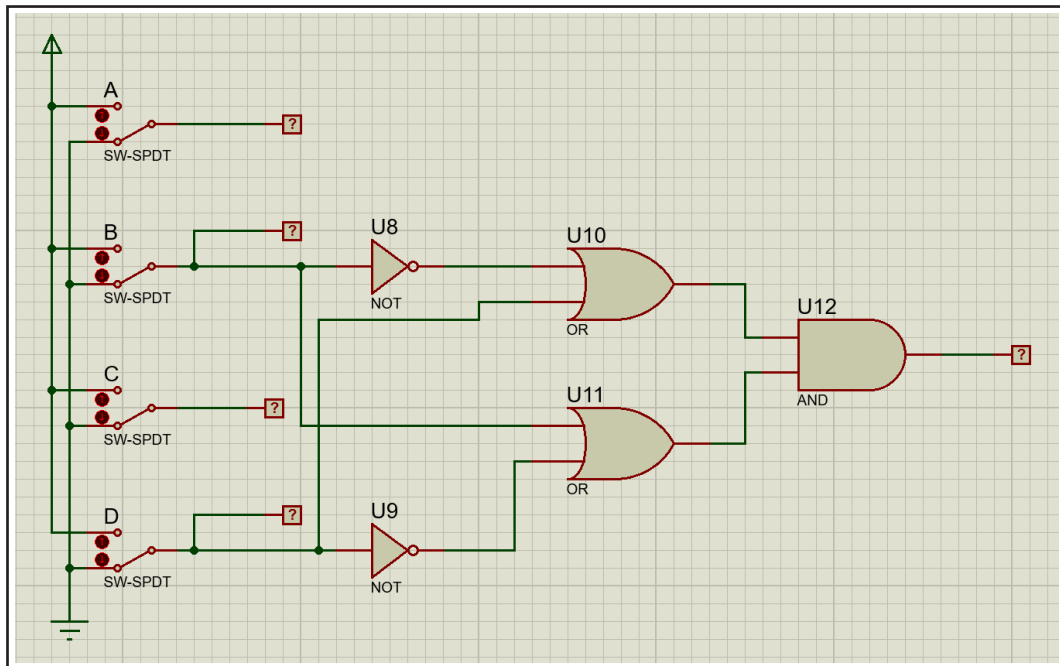 A
?
SW-SPDT
B
?
U8
NOT
SW-SPDT
U10
OR
U12
?
AND
C
?
SW-SPDT
U11
OR
D
?
U9
NOT
SW-SPDT